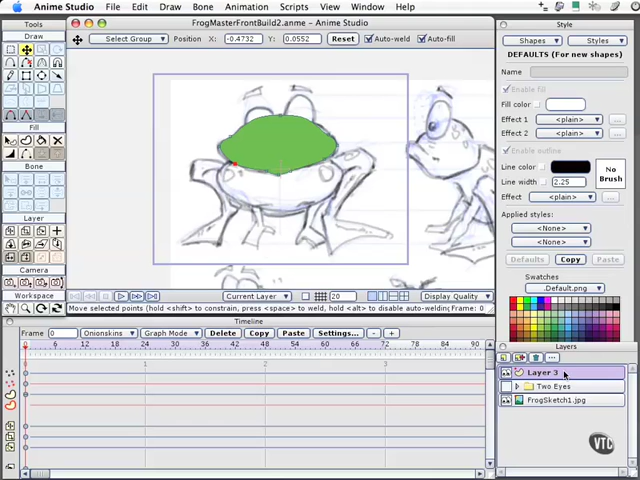 Anime Studio File Edit Draw Bone Scripts View Window Help
FrogMasterFrontBuild2.anme - Anime Studio
Draw
Select Group Position X: -0.4732 Y: 0.0552 Reset Auto-weld Auto-fill
Fill
Bone
Layer
Camera
Workspace
Current Layer 20 Display Quality
Move selected points (hold <shift> to constrain, press <space> to weld, hold <alt> to disable auto-welding Frame: 0
Timeline
Frame 0 Onionskins Graph Mode Delete Copy Paste Settings... - +
0 6 12 18 24 30 36 42 48 54 60 66 72 78 84 90
0 1 2 3
Style
Shapes Styles
DEFAULTS (For new shapes)
Name
Enable fill
Fill color
Effect 1 <plain> ...
Effect 2 <plain> ...
Enable outline
Line color
Line width 2.25
No Brush
Effect <plain> ...
Applied styles:
<None>
<None>
Defaults Copy Paste
Swatches
.Default.png
Layers
Layer 3
Two Eyes
FrogSketch1.jpg
VTC